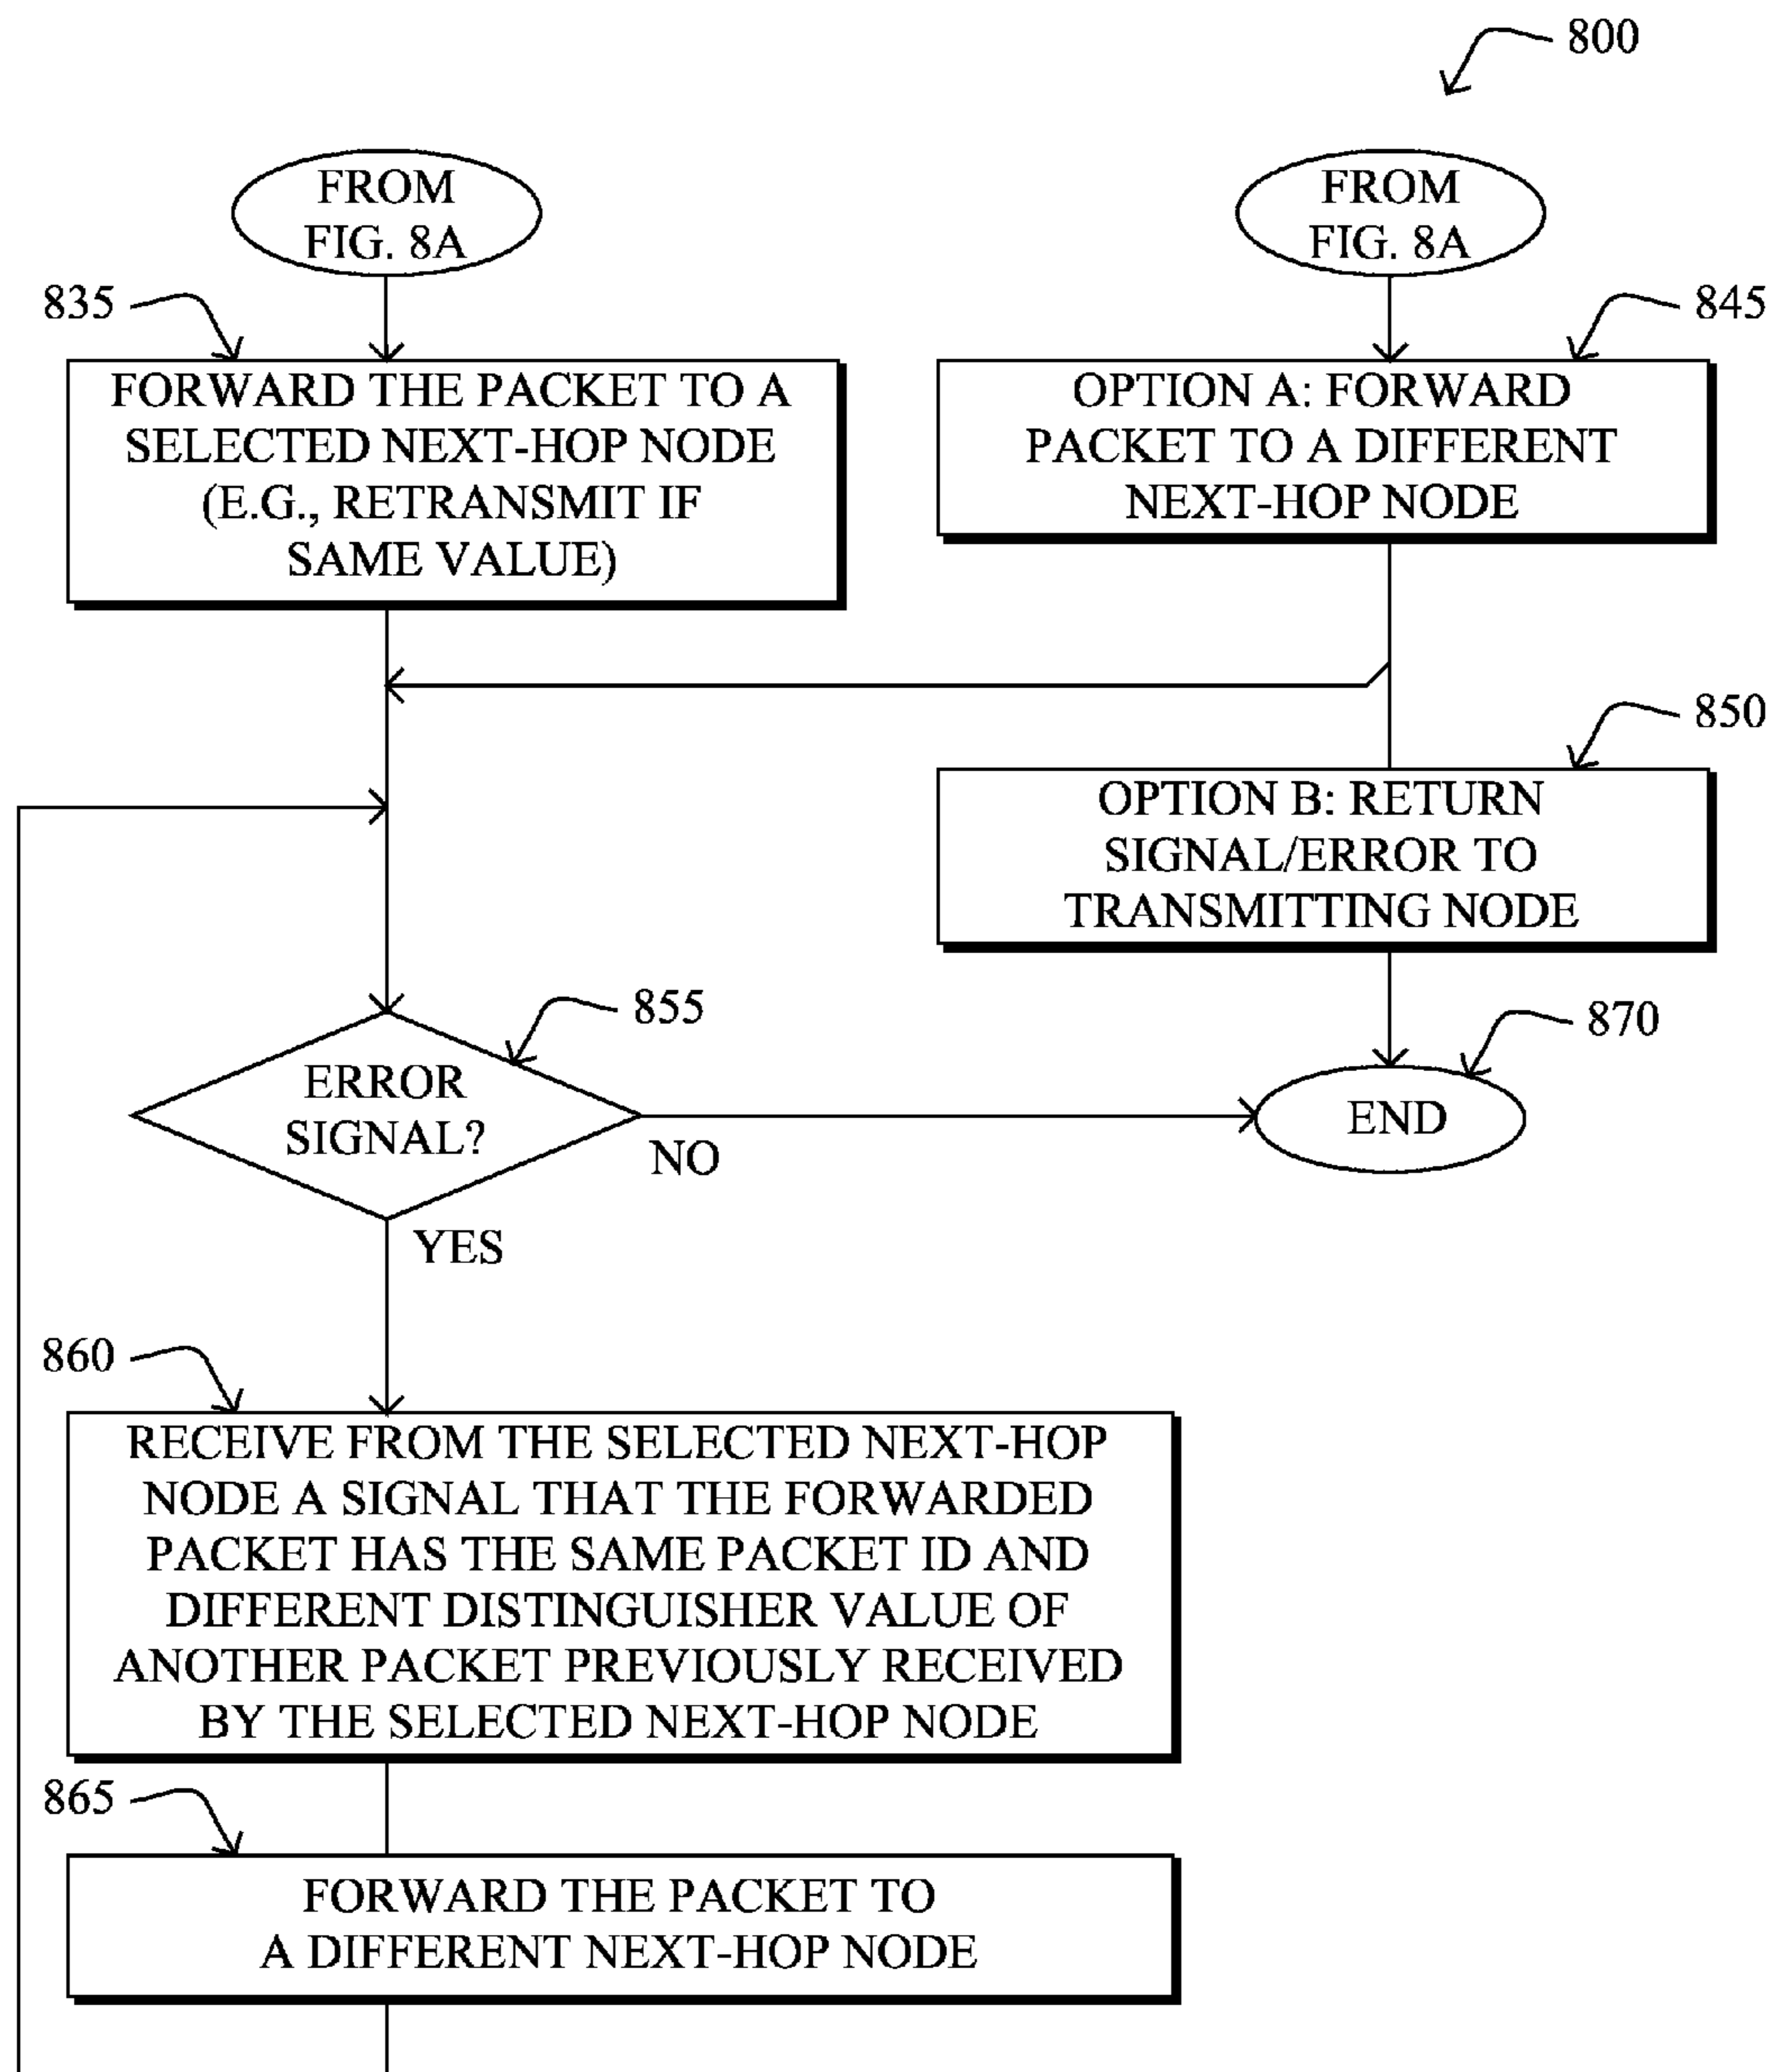 800
FROM
FIG. 8A
FROM
FIG. 8A
835
845
FORWARD THE PACKET TO A
SELECTED NEXT-HOP NODE
(E.G., RETRANSMIT IF
SAME VALUE)
OPTION A: FORWARD
PACKET TO A DIFFERENT
NEXT-HOP NODE
850
OPTION B: RETURN
SIGNAL/ERROR TO
TRANSMITTING NODE
855
870
ERROR
SIGNAL?
END
NO
YES
860
RECEIVE FROM THE SELECTED NEXT-HOP
NODE A SIGNAL THAT THE FORWARDED
PACKET HAS THE SAME PACKET ID AND
DIFFERENT DISTINGUISHER VALUE OF
ANOTHER PACKET PREVIOUSLY RECEIVED
BY THE SELECTED NEXT-HOP NODE
865
FORWARD THE PACKET TO
A DIFFERENT NEXT-HOP NODE